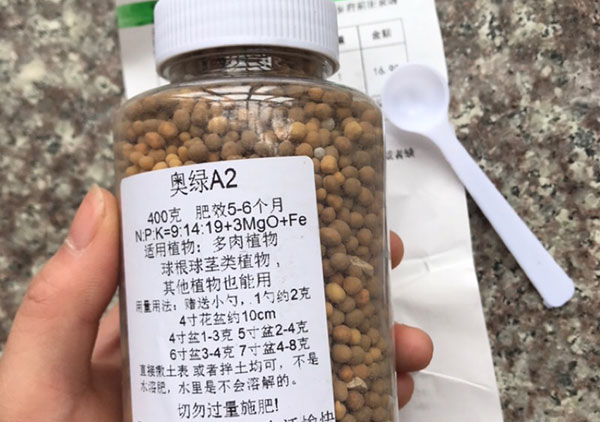 金额
16.9
奥绿A2
400克 肥效5-6个月
N:P:K=9:14:19+3MgO+Fe
适用植物：多肉植物
球根球茎类植物，
其他植物也能用
用量用法：赠送小勺，1勺约2克
4寸花盆约10cm
4寸盆1-3克 5寸盆2-4克
6寸盆3-4克 7寸盆4-8克
直接撒土表 或者拌土均可，不是
水溶肥，水里是不会溶解的。
切勿过量施肥！